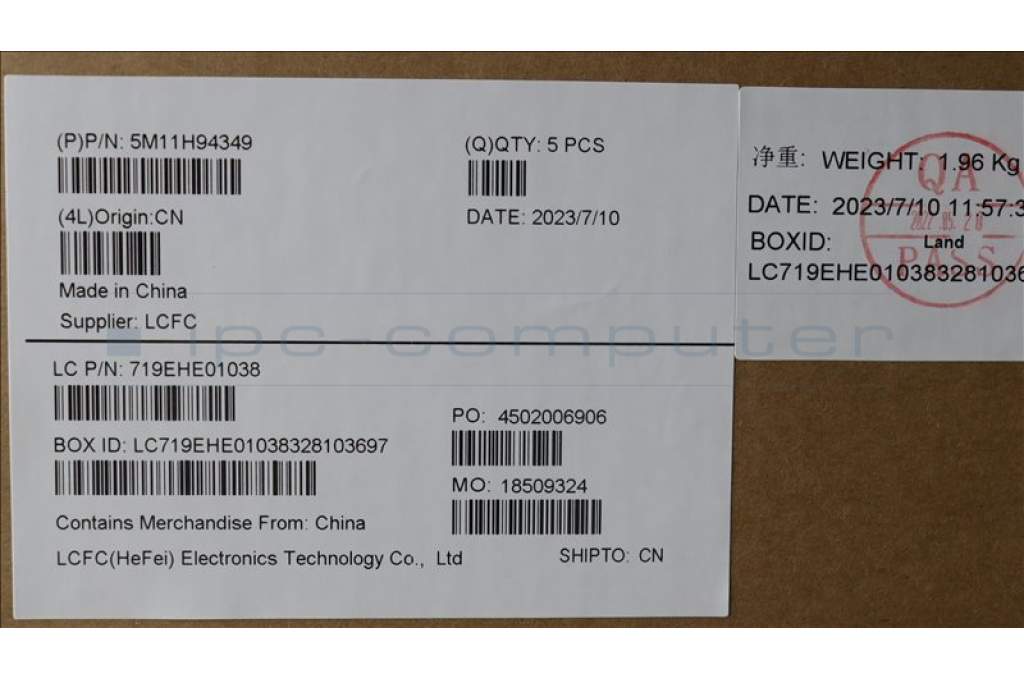 (P)P/N: 5M11H94349
(Q)QTY: 5 PCS
(4L)Origin:CN
DATE: 2023/7/10
Made in China
Supplier: LCFC
LC P/N: 719EHE01038
PO: 4502006906
BOX ID: LC719EHE01038328103697
MO: 18509324
Contains Merchandise From: China
LCFC(HeFei) Electronics Technology Co., Ltd
SHIPTO: CN
净重: WEIGHT: 1.96 Kg
DATE: 2023/7/10 11:57:3
BOXID: Land
LC719EHE010383281036
QA
PASS
ipc-computer